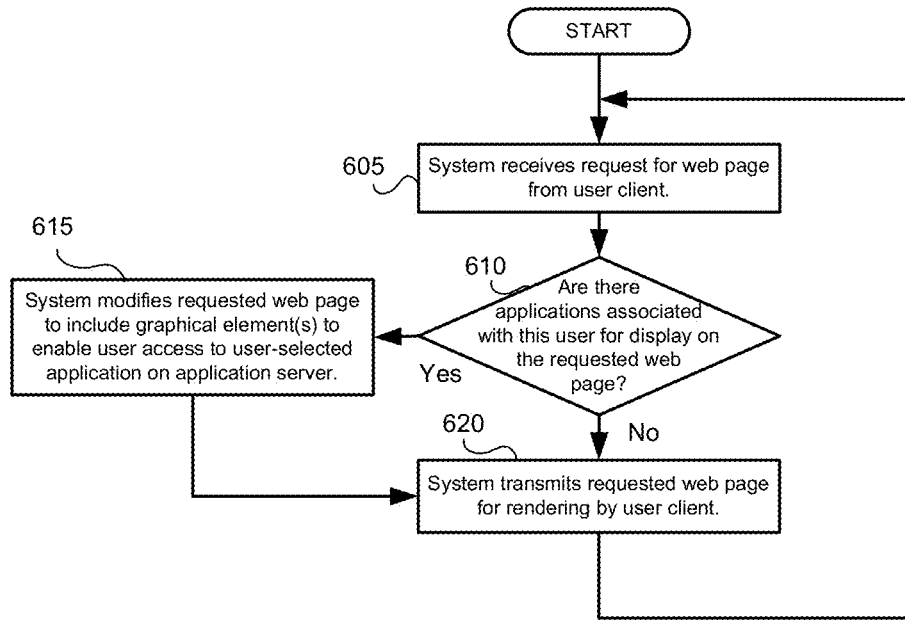 START
605
System receives request for web page
from user client.
615
610
System modifies requested web page
to include graphical element(s) to
enable user access to user-selected
application on application server.
Are there
applications associated
with this user for display on
the requested web
page?
Yes
No
620
System transmits requested web page
for rendering by user client.